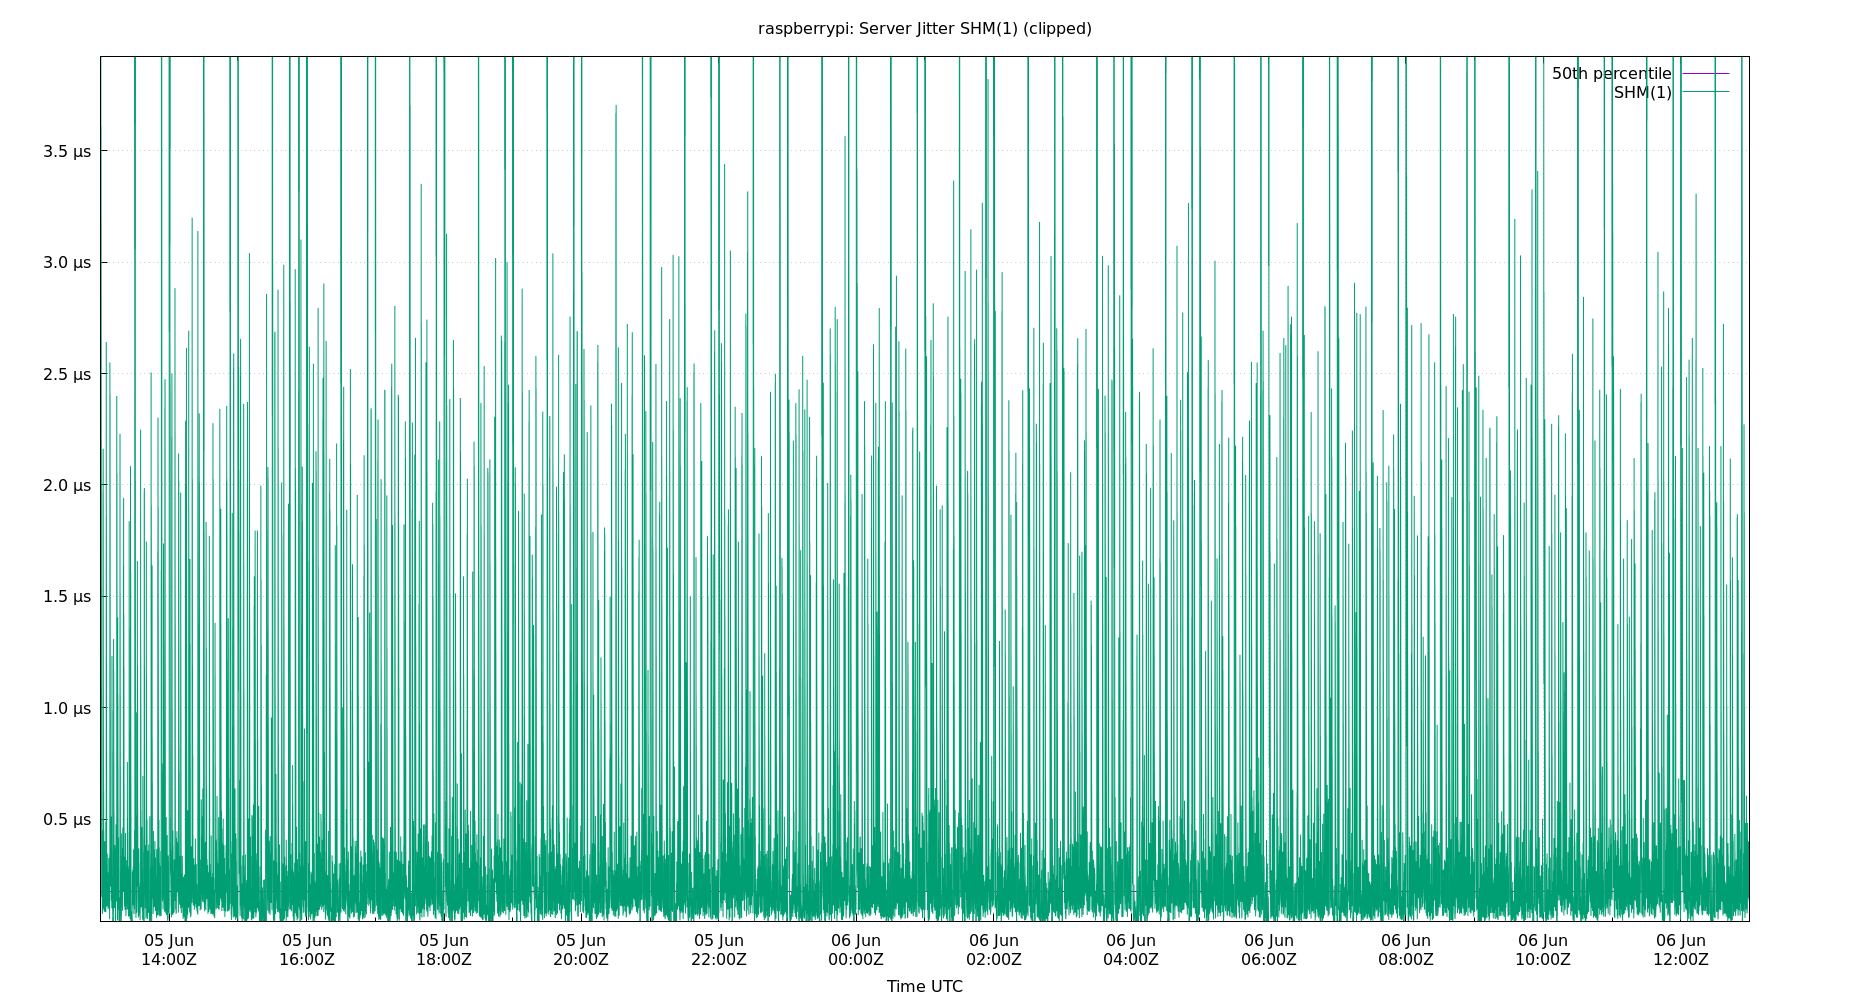 raspberrypi: Server Jitter SHM(1) (clipped)
50th percentile
SHM(1)
3.5 µs
3.0 µs
2.5 µs
2.0 µs
1.5 µs
1.0 µs
0.5 µs
05 Jun 05 Jun 05 Jun 05 Jun 05 Jun 06 Jun 06 Jun 06 Jun 06 Jun 06 Jun 06 Jun 06 Jun
14:00Z 16:00Z 18:00Z 20:00Z 22:00Z 00:00Z 02:00Z 04:00Z 06:00Z 08:00Z 10:00Z 12:00Z
Time UTC